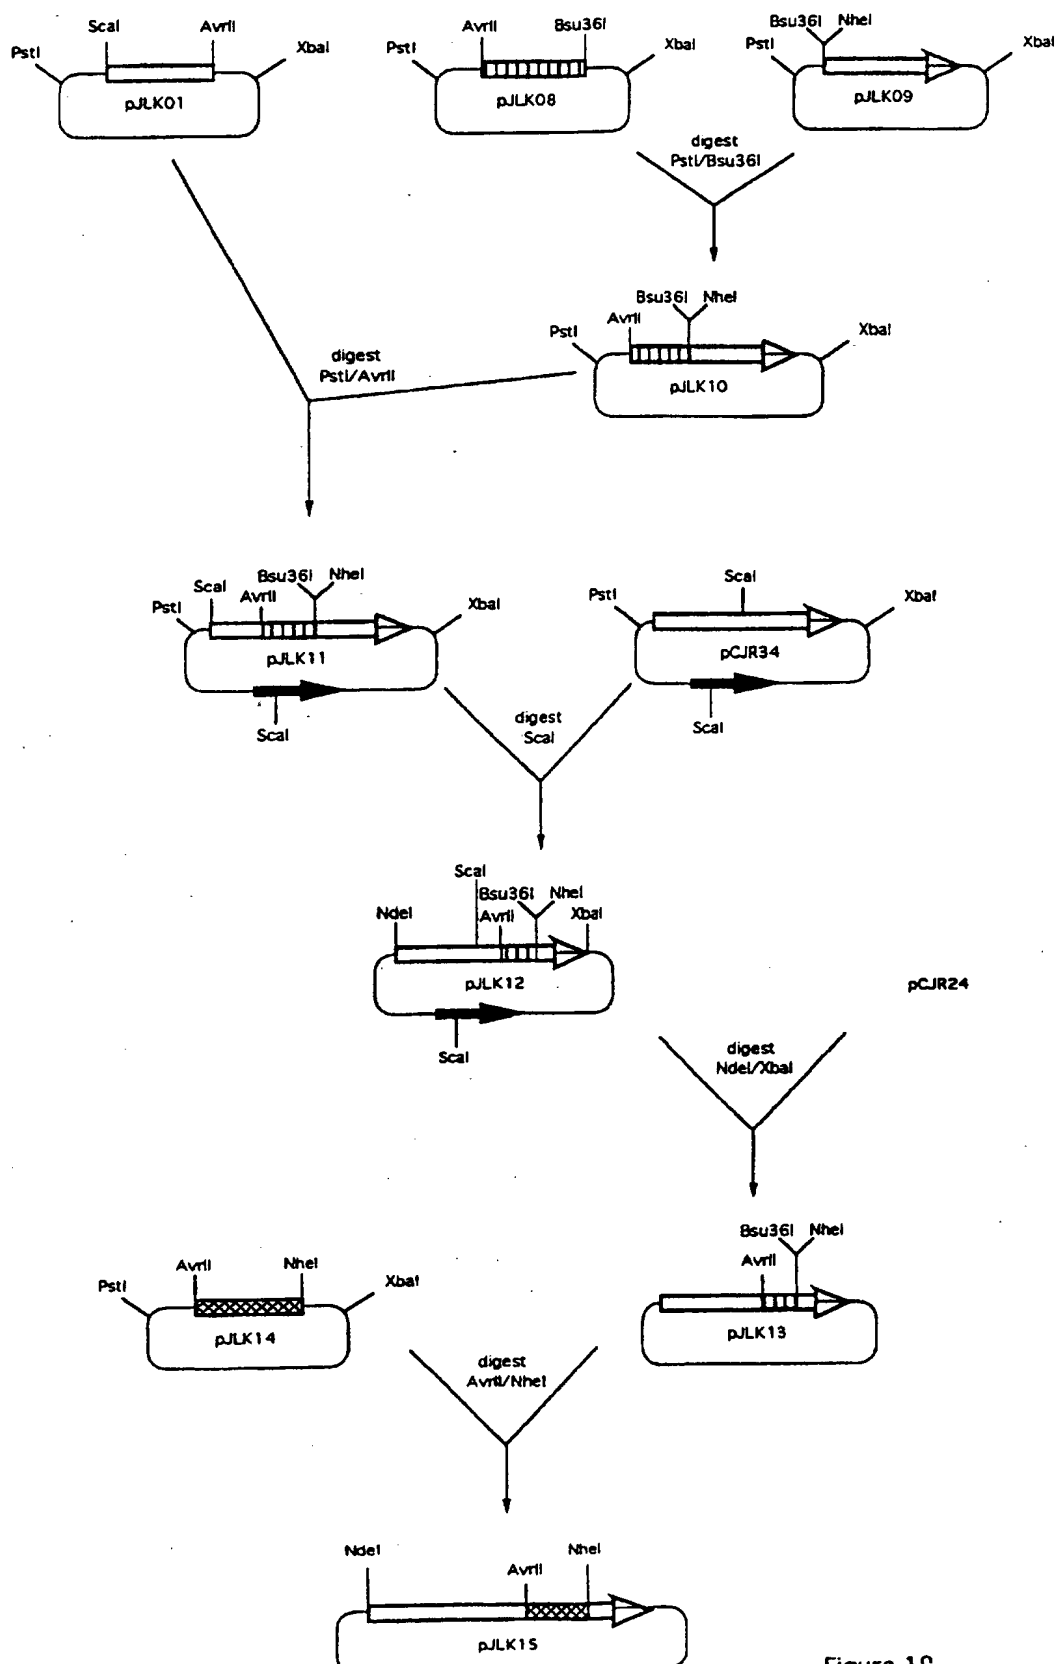 PstI
ScaI
AvrII
XbaI
pJLK01
PstI
AvrII
Bsu36I
XbaI
pJLK08
PstI
Bsu36I
NheI
XbaI
pJLK09
digest
PstI/Bsu36I
PstI
AvrII
Bsu36I
NheI
XbaI
pJLK10
digest
PstI/AvrII
PstI
ScaI
AvrII
Bsu36I
NheI
XbaI
pJLK11
ScaI
PstI
ScaI
XbaI
pCJR34
ScaI
digest
ScaI
NdeI
ScaI
AvrII
Bsu36I
NheI
XbaI
pJLK12
ScaI
pCJR24
digest
NdeI/XbaI
AvrII
Bsu36I
NheI
pJLK13
PstI
AvrII
NheI
XbaI
pJLK14
digest
AvrII/NheI
NdeI
AvrII
NheI
pJLK15